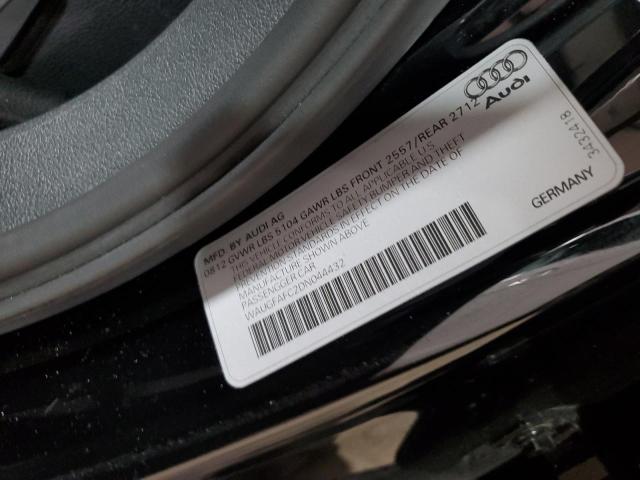 AUDI
MFD. BY AUDI AG
0812 GVWR LBS 5104 GAWR LBS FRONT 2557/REAR 2712
THIS VEHICLE CONFORMS TO ALL APPLICABLE U.S.
FEDERAL MOTOR VEHICLE SAFETY BUMPER AND THEFT
PREVENTION STANDARDS IN EFFECT ON THE DATE OF
MANUFACTURE SHOWN ABOVE
PASSENGER CAR
WAUGFAFC2DN044432
3432418
GERMANY